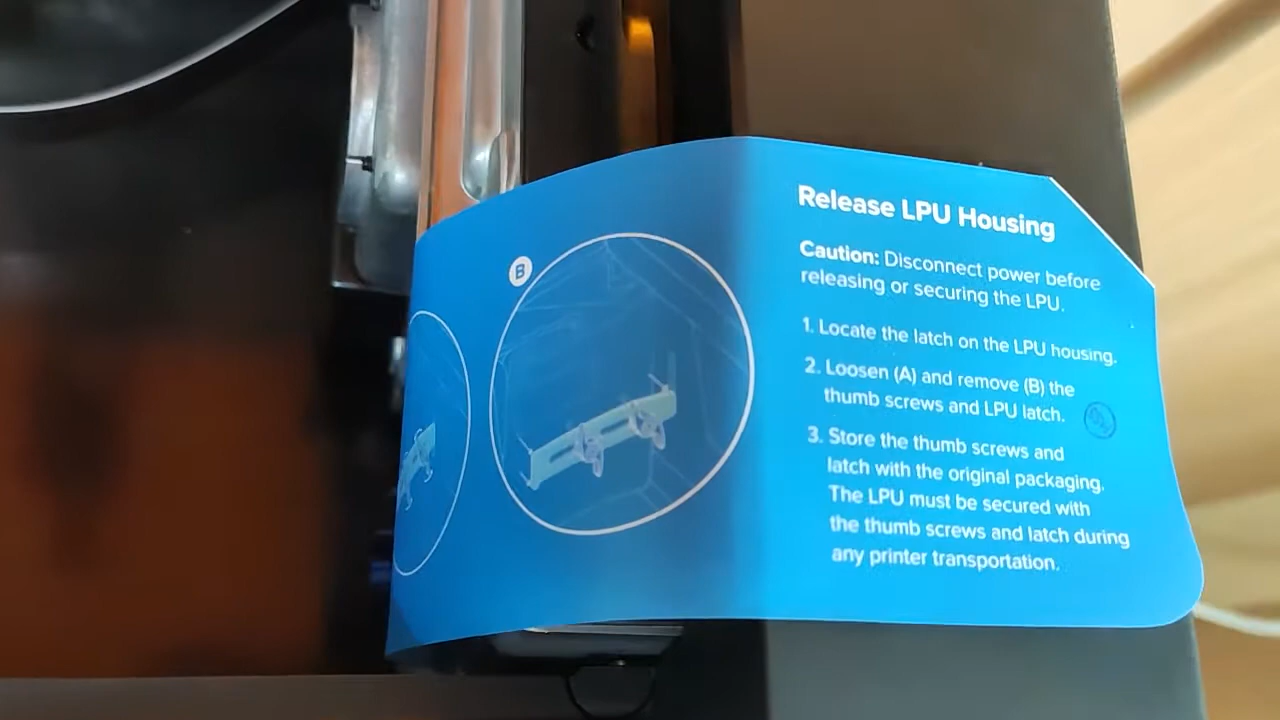 B
Release LPU Housing
Caution: Disconnect power before
releasing or securing the LPU.
1. Locate the latch on the LPU housing.
2. Loosen (A) and remove (B) the
thumb screws and LPU latch.
3. Store the thumb screws and
latch with the original packaging.
The LPU must be secured with
the thumb screws and latch during
any printer transportation.